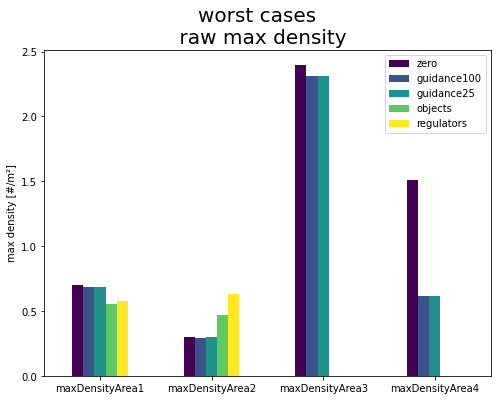 worst cases
raw max density
max density [#/m²]
2.5
2.0
1.5
1.0
0.5
0.0
zero
guidance100
guidance25
objects
regulators
maxDensityArea1 maxDensityArea2 maxDensityArea3 maxDensityArea4